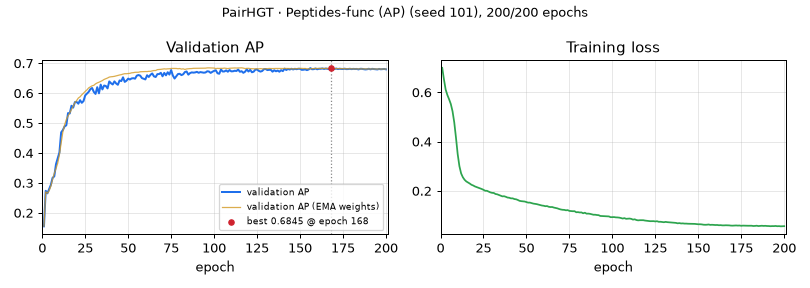 PairHGT · Peptides-func (AP) (seed 101), 200/200 epochs
Validation AP
0.7
0.6
0.5
0.4
0.3
0.2
validation AP
validation AP (EMA weights)
best 0.6845 @ epoch 168
0 25 50 75 100 125 150 175 200
epoch
Training loss
0.6
0.4
0.2
0 25 50 75 100 125 150 175 200
epoch